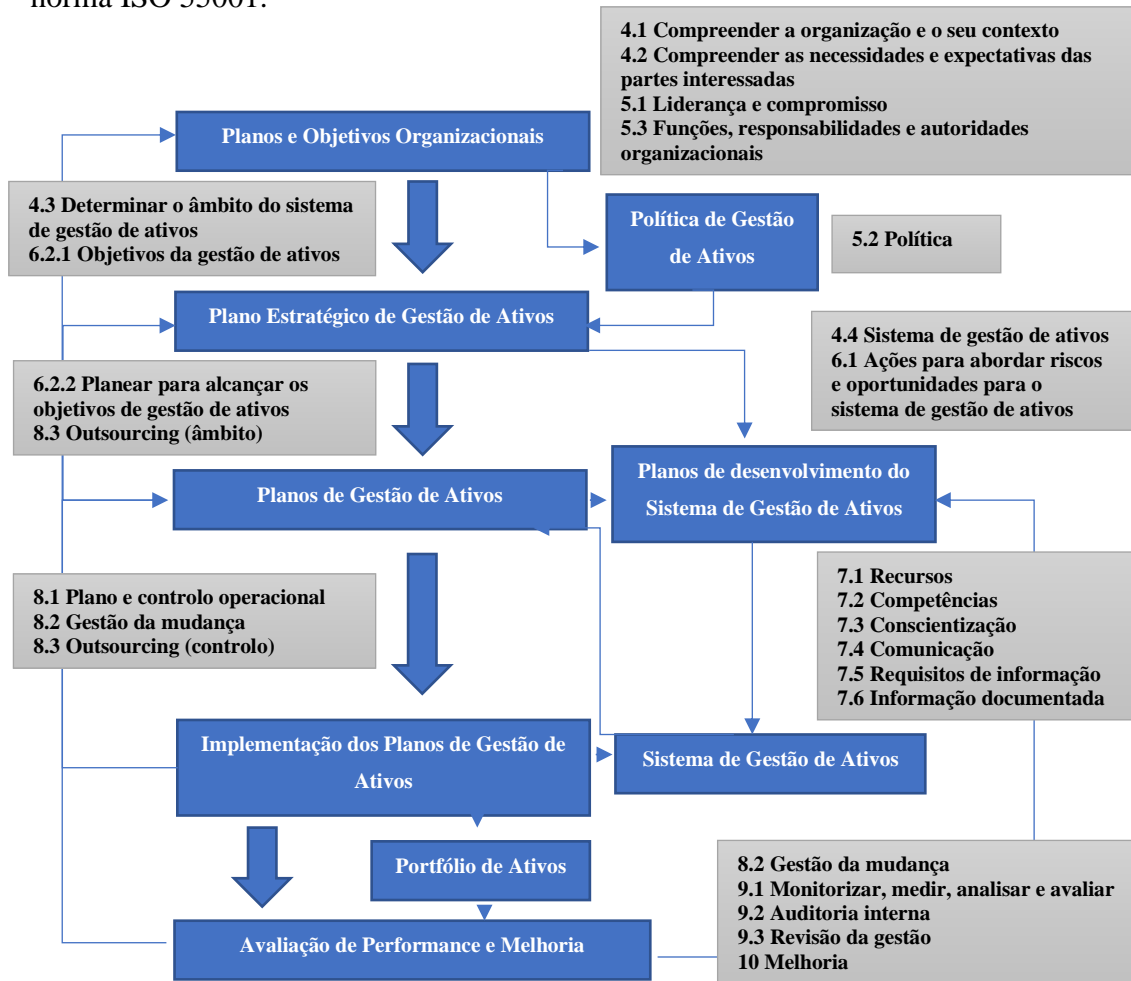 norma ISO 55001.
4.1 Compreender a organização e o seu contexto
4.2 Compreender as necessidades e expectativas das
partes interessadas
5.1 Liderança e compromisso
5.3 Funções, responsabilidades e autoridades
organizacionais
Planos e Objetivos Organizacionais
4.3 Determinar o âmbito do sistema
de gestão de ativos
6.2.1 Objetivos da gestão de ativos
Política de Gestão
de Ativos
5.2 Política
Plano Estratégico de Gestão de Ativos
4.4 Sistema de gestão de ativos
6.1 Ações para abordar riscos
e oportunidades para o
sistema de gestão de ativos
6.2.2 Planear para alcançar os
objetivos de gestão de ativos
8.3 Outsourcing (âmbito)
Planos de Gestão de Ativos
Planos de desenvolvimento do
Sistema de Gestão de Ativos
8.1 Plano e controlo operacional
8.2 Gestão da mudança
8.3 Outsourcing (controlo)
7.1 Recursos
7.2 Competências
7.3 Conscientização
7.4 Comunicação
7.5 Requisitos de informação
7.6 Informação documentada
Implementação dos Planos de Gestão de
Ativos
Sistema de Gestão de Ativos
Portfólio de Ativos
8.2 Gestão da mudança
9.1 Monitorizar, medir, analisar e avaliar
9.2 Auditoria interna
9.3 Revisão da gestão
10 Melhoria
Avaliação de Performance e Melhoria